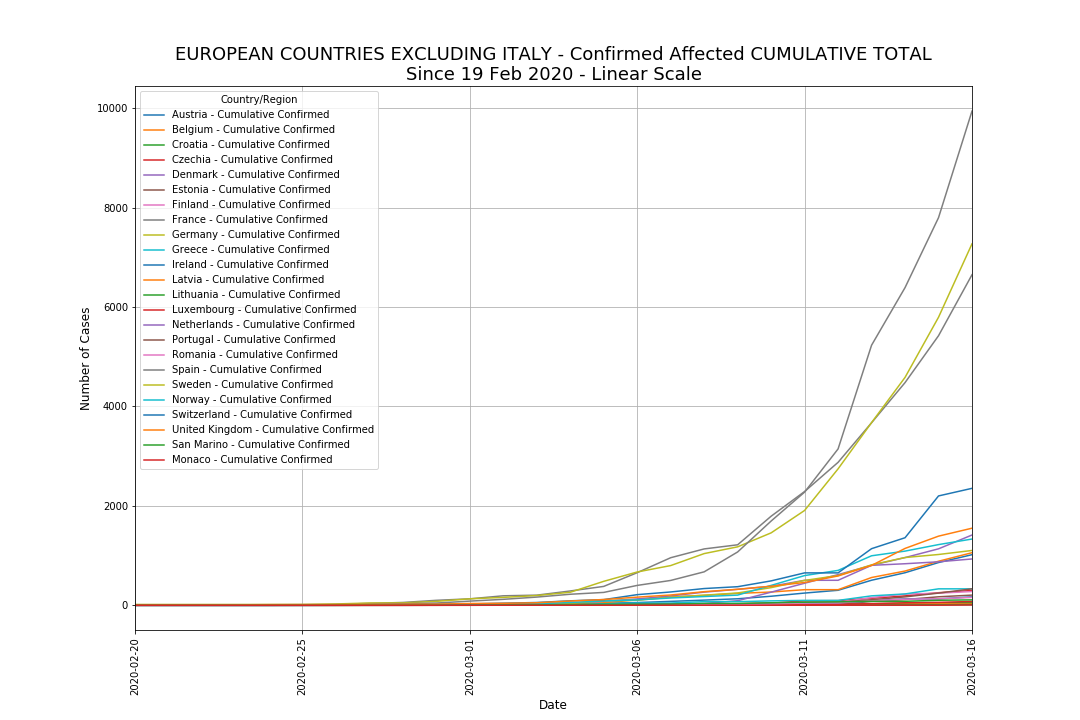 EUROPEAN COUNTRIES EXCLUDING ITALY - Confirmed Affected CUMULATIVE TOTAL
Since 19 Feb 2020 - Linear Scale
Country/Region
Austria - Cumulative Confirmed
Belgium - Cumulative Confirmed
Croatia - Cumulative Confirmed
Czechia - Cumulative Confirmed
Denmark - Cumulative Confirmed
Estonia - Cumulative Confirmed
Finland - Cumulative Confirmed
France - Cumulative Confirmed
Germany - Cumulative Confirmed
Greece - Cumulative Confirmed
Ireland - Cumulative Confirmed
Latvia - Cumulative Confirmed
Lithuania - Cumulative Confirmed
Luxembourg - Cumulative Confirmed
Netherlands - Cumulative Confirmed
Portugal - Cumulative Confirmed
Romania - Cumulative Confirmed
Spain - Cumulative Confirmed
Sweden - Cumulative Confirmed
Norway - Cumulative Confirmed
Switzerland - Cumulative Confirmed
United Kingdom - Cumulative Confirmed
San Marino - Cumulative Confirmed
Monaco - Cumulative Confirmed
Number of Cases
10000
8000
6000
4000
2000
0
2020-02-20
2020-02-25
2020-03-01
2020-03-06
2020-03-11
2020-03-16
Date